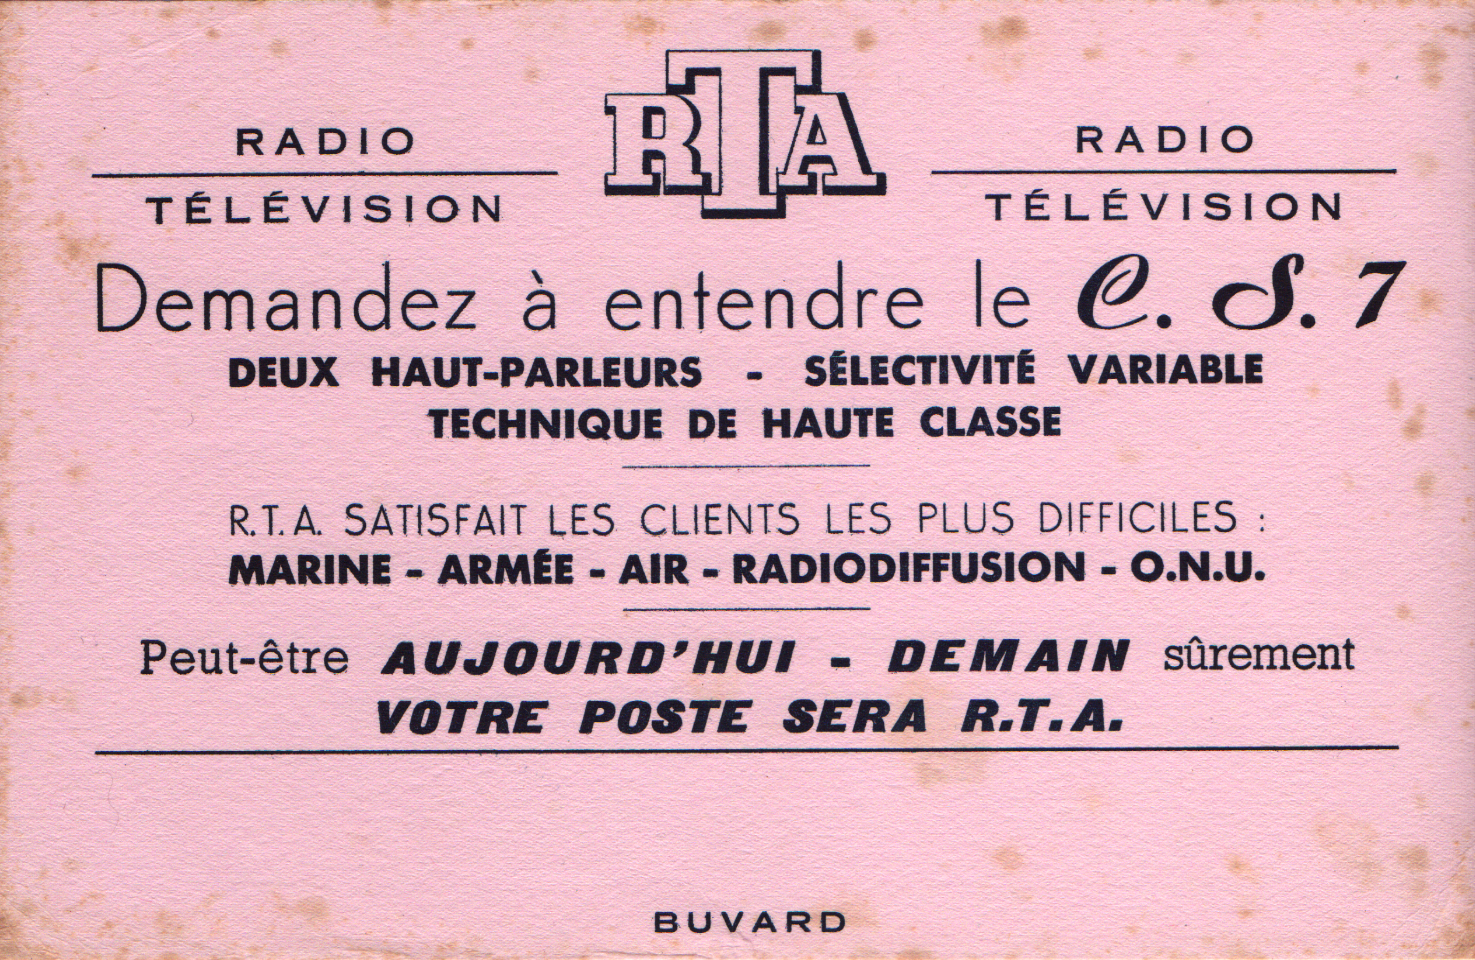 RTA
RADIO
TÉLÉVISION
RADIO
TÉLÉVISION
Demandez à entendre le C. S. 7
DEUX HAUT-PARLEURS - SÉLECTIVITÉ VARIABLE
TECHNIQUE DE HAUTE CLASSE
R.T.A. SATISFAIT LES CLIENTS LES PLUS DIFFICILES :
MARINE - ARMÉE - AIR - RADIODIFFUSION - O.N.U.
Peut-être AUJOURD'HUI - DEMAIN sûrement
VOTRE POSTE SERA R.T.A.
BUVARD